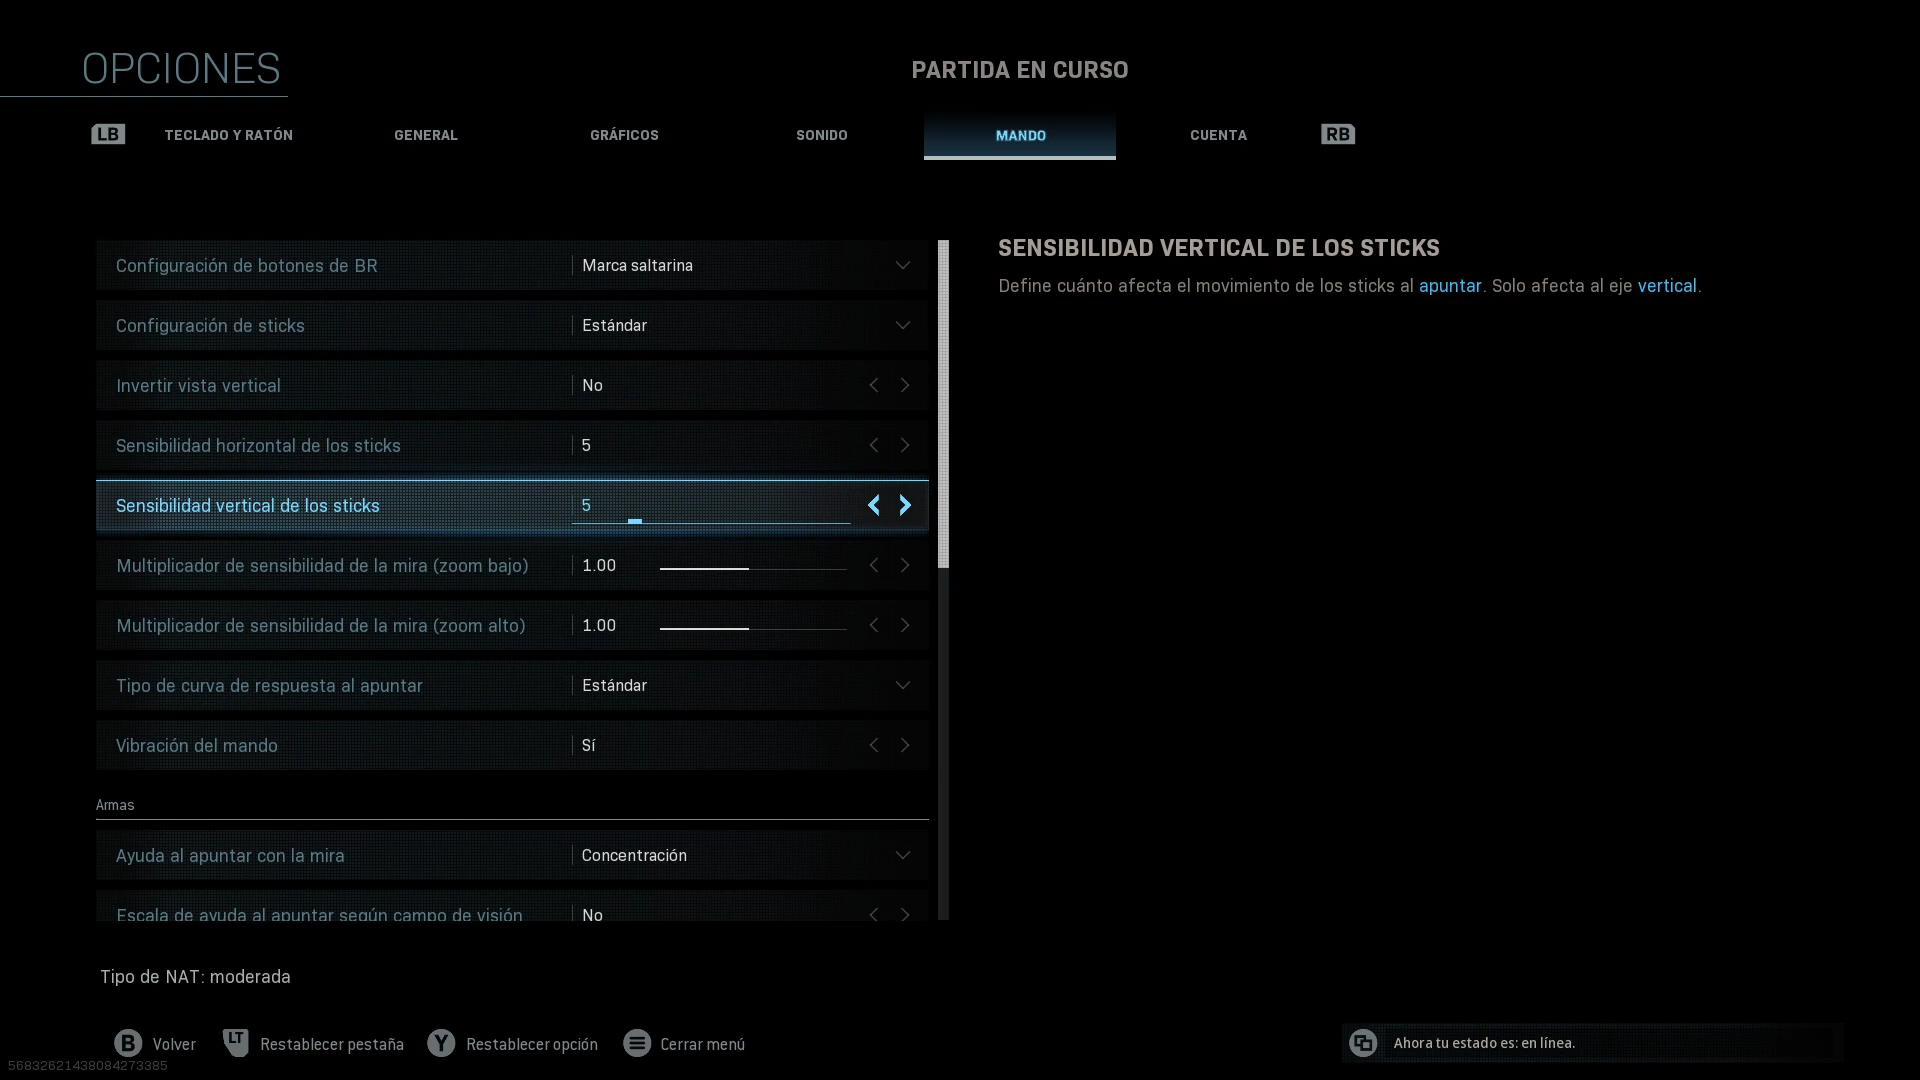 OPCIONES
PARTIDA EN CURSO
LB TECLADO Y RATÓN GENERAL GRÁFICOS SONIDO MANDO CUENTA RB
Configuración de botones de BR Marca saltarina
Configuración de sticks Estándar
Invertir vista vertical No
Sensibilidad horizontal de los sticks 5
Sensibilidad vertical de los sticks 5
Multiplicador de sensibilidad de la mira (zoom bajo) 1.00
Multiplicador de sensibilidad de la mira (zoom alto) 1.00
Tipo de curva de respuesta al apuntar Estándar
Vibración del mando Sí
Armas
Ayuda al apuntar con la mira Concentración
Escala de ayuda al apuntar según campo de visión No
SENSIBILIDAD VERTICAL DE LOS STICKS
Define cuánto afecta el movimiento de los sticks al apuntar. Solo afecta al eje vertical.
Tipo de NAT: moderada
B Volver LT Restablecer pestaña Y Restablecer opción Cerrar menú
Ahora tu estado es: en línea.
56832621438084273385